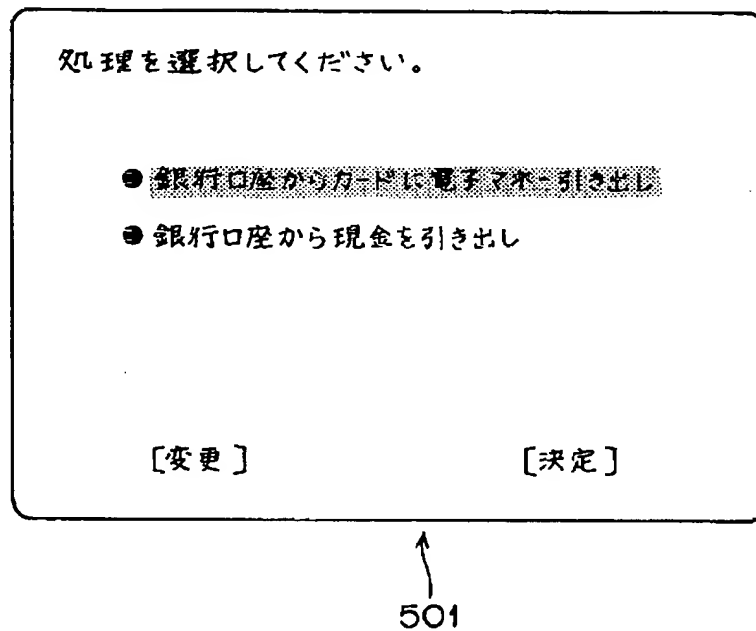 処理を選択してください。
● 銀行口座からカードに電子マネー引き出し
● 銀行口座から現金を引き出し
[変更] [決定]
501